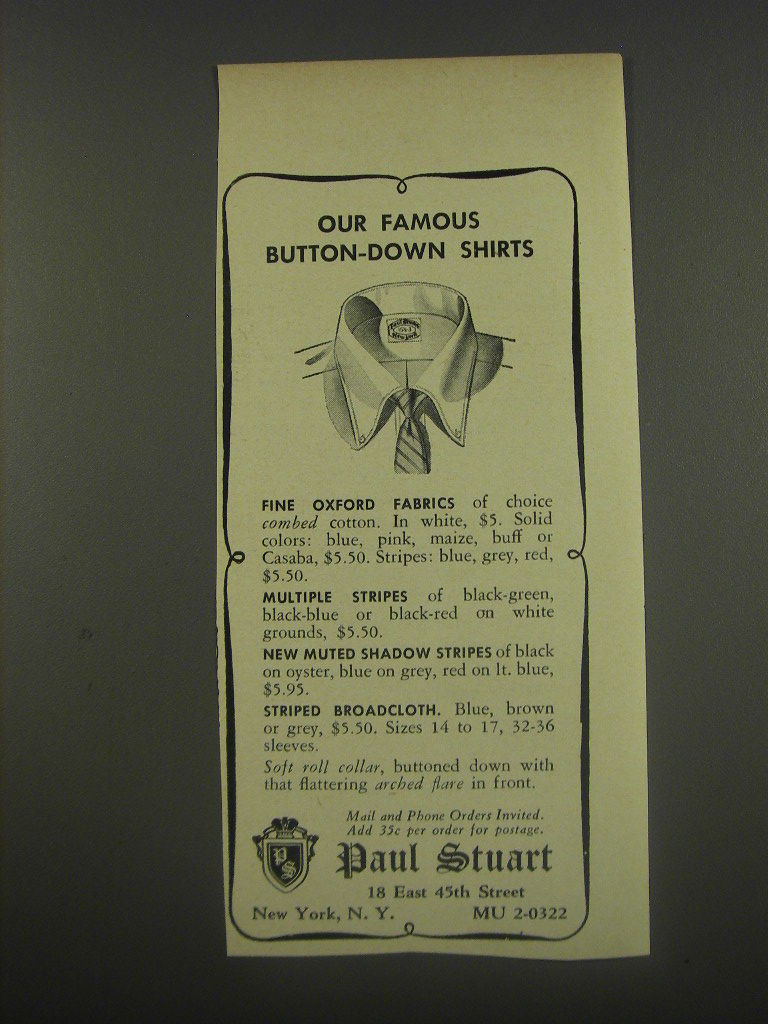 OUR FAMOUS
BUTTON-DOWN SHIRTS
Paul Stuart
New York
FINE OXFORD FABRICS of choice
combed cotton. In white, $5. Solid
colors: blue, pink, maize, buff or
Casaba, $5.50. Stripes: blue, grey, red,
$5.50.
MULTIPLE STRIPES of black-green,
black-blue or black-red on white
grounds, $5.50.
NEW MUTED SHADOW STRIPES of black
on oyster, blue on grey, red on lt. blue,
$5.95.
STRIPED BROADCLOTH. Blue, brown
or grey, $5.50. Sizes 14 to 17, 32-36
sleeves.
Soft roll collar, buttoned down with
that flattering arched flare in front.
Mail and Phone Orders Invited.
Add 35c per order for postage.
PS
Paul Stuart
18 East 45th Street
New York, N. Y. MU 2-0322